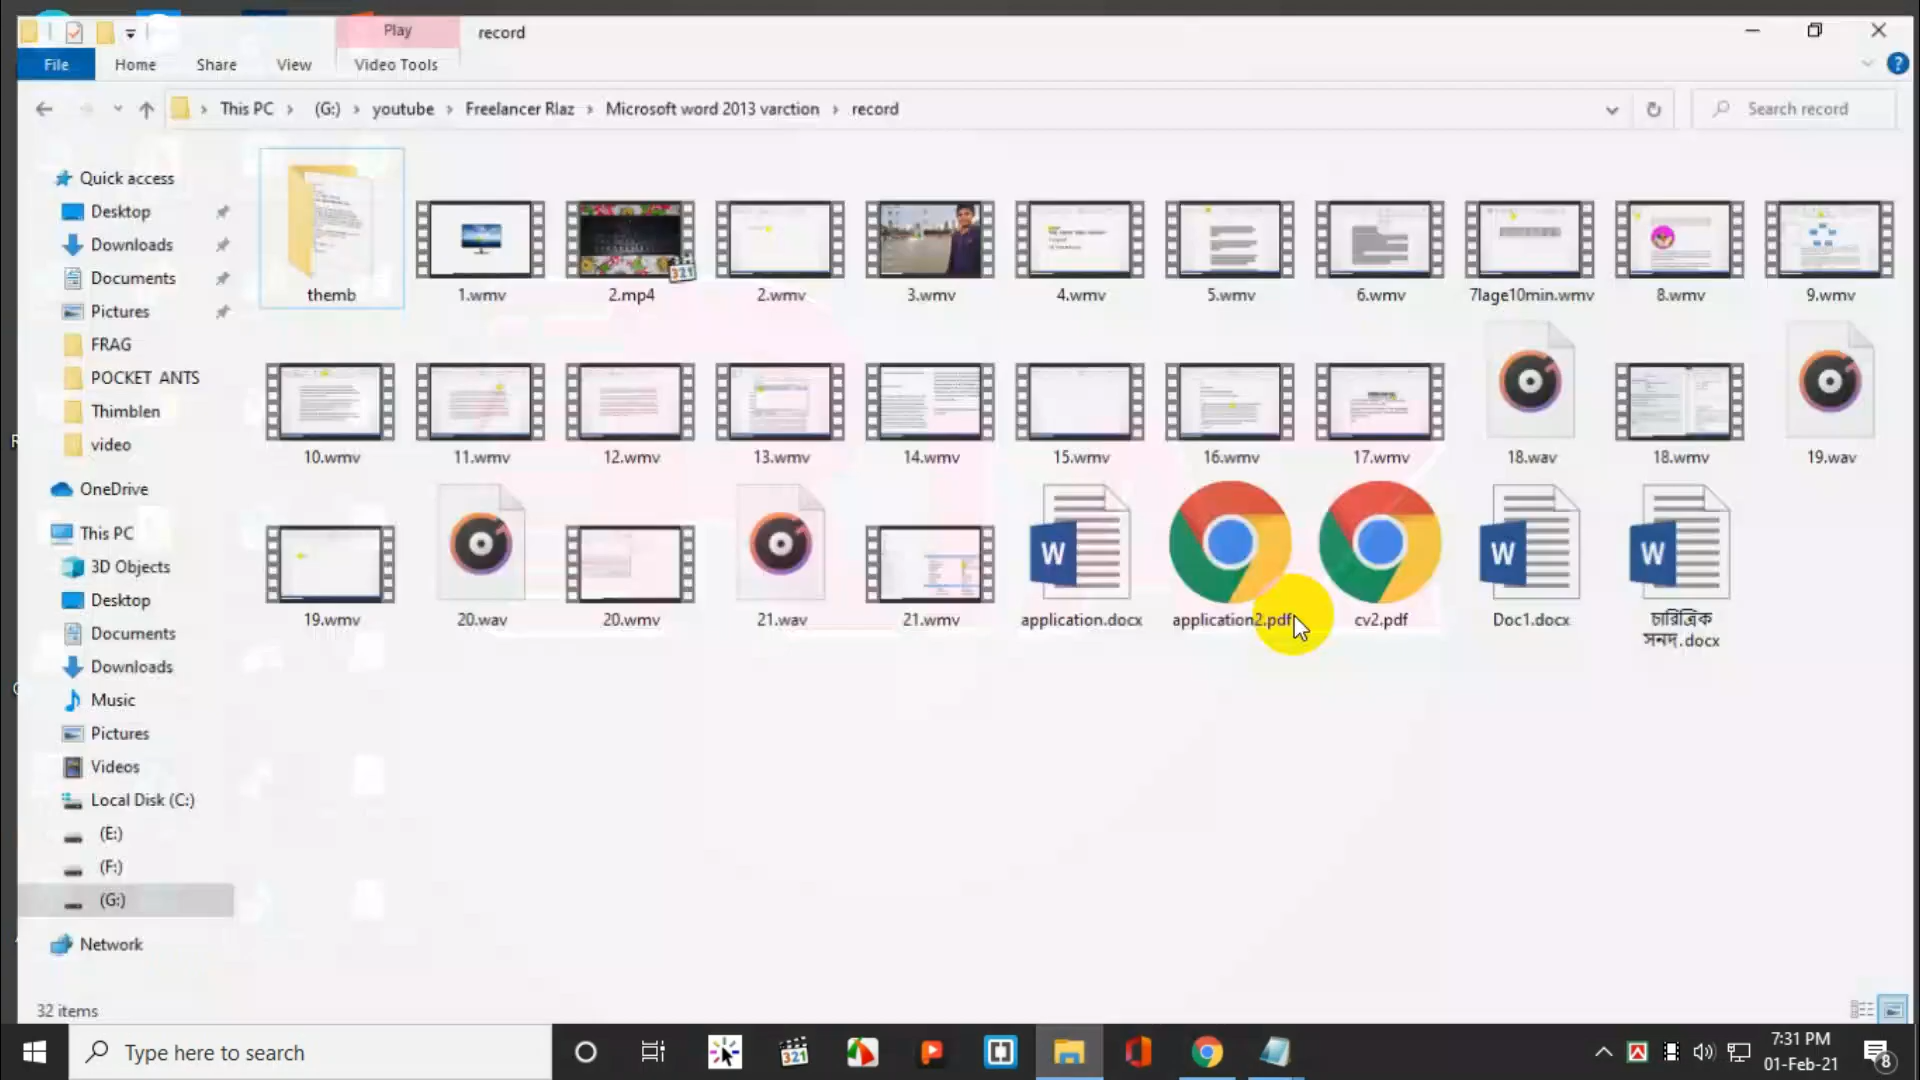 Play
record
File
Home
Share
View
Video Tools
This PC
(G:)
youtube
Freelancer RIaz
Microsoft word 2013 varction
record
Search record
Quick access
Desktop
Downloads
Documents
Pictures
FRAG
POCKET ANTS
Thimblen
video
OneDrive
This PC
3D Objects
Desktop
Documents
Downloads
Music
Pictures
Videos
Local Disk (C:)
(E:)
(F:)
(G:)
Network
themb
1.wmv
2.mp4
2.wmv
3.wmv
4.wmv
5.wmv
6.wmv
7lage10min.wmv
8.wmv
9.wmv
10.wmv
11.wmv
12.wmv
13.wmv
14.wmv
15.wmv
16.wmv
17.wmv
18.wav
18.wmv
19.wav
19.wmv
20.wav
20.wmv
21.wav
21.wmv
application.docx
application2.pdf
cv2.pdf
Doc1.docx
চারিত্রিক
সনদ.docx
32 items
Type here to search
7:31 PM
01-Feb-21
8